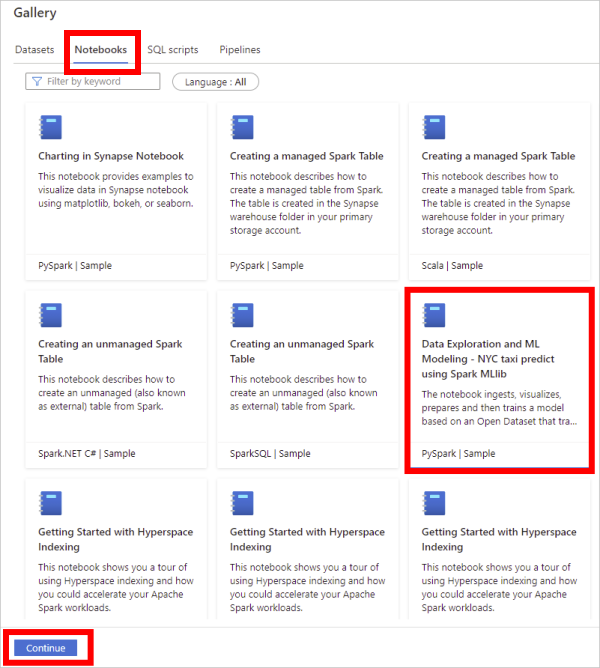 Gallery
Datasets Notebooks SQL scripts Pipelines
Filter by keyword Language : All
Charting in Synapse Notebook
This notebook provides examples to
visualize data in Synapse notebook
using matplotlib, bokeh, or seaborn.
PySpark | Sample
Creating a managed Spark Table
This notebook describes how to
create a managed table from Spark.
The table is created in the Synapse
warehouse folder in your primary
storage account.
PySpark | Sample
Creating a managed Spark Table
This notebook describes how to
create a managed table from Spark.
The table is created in the Synapse
warehouse folder in your primary
storage account.
Scala | Sample
Creating an unmanaged Spark
Table
This notebook describes how to
create an unmanaged (also known
as external) table from Spark.
Spark.NET C# | Sample
Creating an unmanaged Spark
Table
This notebook describes how to
create an unmanaged (also known
as external) table from Spark.
SparkSQL | Sample
Data Exploration and ML
Modeling - NYC taxi predict
using Spark MLlib
The notebook ingests, visualizes,
prepares and then trains a model
based on an Open Dataset that tra...
PySpark | Sample
Getting Started with Hyperspace
Indexing
This notebook shows you a tour of
using Hyperspace indexing and how
you could accelerate your Apache
Spark workloads.
Getting Started with Hyperspace
Indexing
This notebook shows you a tour of
using Hyperspace indexing and how
you could accelerate your Apache
Spark workloads.
Getting Started with Hyperspace
Indexing
This notebook shows you a tour of
using Hyperspace indexing and how
you could accelerate your Apache
Spark workloads.
Continue